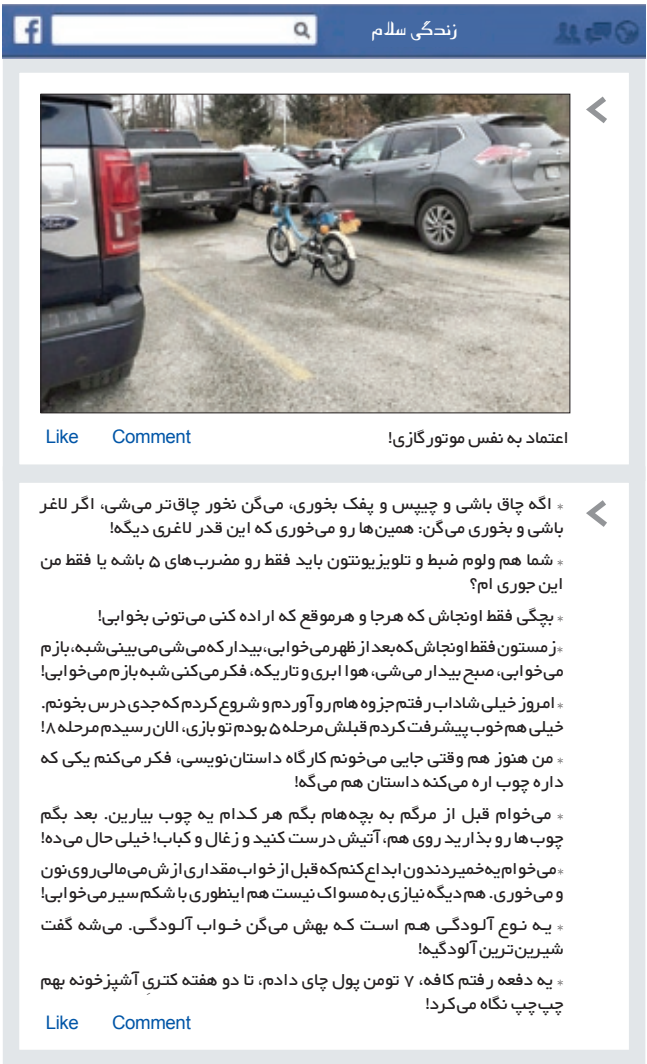 f
زندگی سلام
Ford
Like Comment اعتماد به نفس موتورگازی!
* اگه چاق باشی و چیپس و پفک بخوری، می‌گن نخور چاق‌تر می‌شی، اگر لاغر
باشی و بخوری می‌گن: همین‌ها رو می‌خوری که این قدر لاغری دیگه!
* شما هم ولوم ضبط و تلویزیونتون باید فقط رو مضرب‌های ۵ باشه یا فقط من
این جوری ام؟
* بچگی فقط اونجاش که هرجا و هرموقع که اراده کنی می‌تونی بخوابی!
* زمستون فقط اونجاش که بعد از ظهر می‌خوابی، بیدار که می‌شی می‌بینی شبه، باز م
می‌خوابی، صبح بیدار می‌شی، هوا ابری و تاریکه، فکر می‌کنی شبه باز م می‌خوابی!
* امروز خیلی شاداب رفتم جزوه هام رو آوردم و شروع کردم که جدی درس بخونم.
خیلی هم خوب پیشرفت کردم قبلش مرحله ۵ بودم تو بازی، الان رسیدم مرحله ۸!
* من هنوز هم وقتی جایی می‌خونم کارگاه داستان‌نویسی، فکر می‌کنم یکی که
داره چوب اره می‌کنه داستان هم می‌گه!
* می‌خوام قبل از مرگم به بچه‌هام بگم هر کدام یه چوب بیارین. بعد بگم
چوب‌ها رو بذارید روی هم، آتیش درست کنید و زغال و کباب! خیلی حال می‌ده!
* می‌خوام یه خمیردندون ابداع کنم که قبل از خواب مقداری ازش می‌مالی روی نون
و می‌خوری. هم دیگه نیازی به مسواک نیست هم اینطوری با شکم سیر می‌خوابی!
* یه نوع آلودگی هم است که بهش می‌گن خواب آلودگی. می‌شه گفت
شیرین‌ترین آلودگیه!
* یه دفعه رفتم کافه، ۷ تومن پول چای دادم، تا دو هفته کتریِ آشپزخونه بهم
چپ‌چپ نگاه می‌کرد!
Like Comment